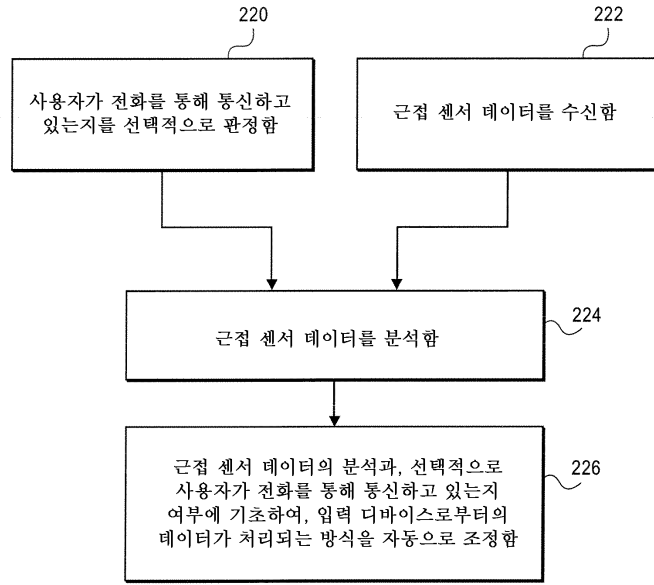 220
222
사용자가 전화를 통해 통신하고
있는지를 선택적으로 판정함
근접 센서 데이터를 수신함
근접 센서 데이터를 분석함
224
근접 센서 데이터의 분석과, 선택적으로
사용자가 전화를 통해 통신하고 있는지
여부에 기초하여, 입력 디바이스로부터의
데이터가 처리되는 방식을 자동으로 조정함
226